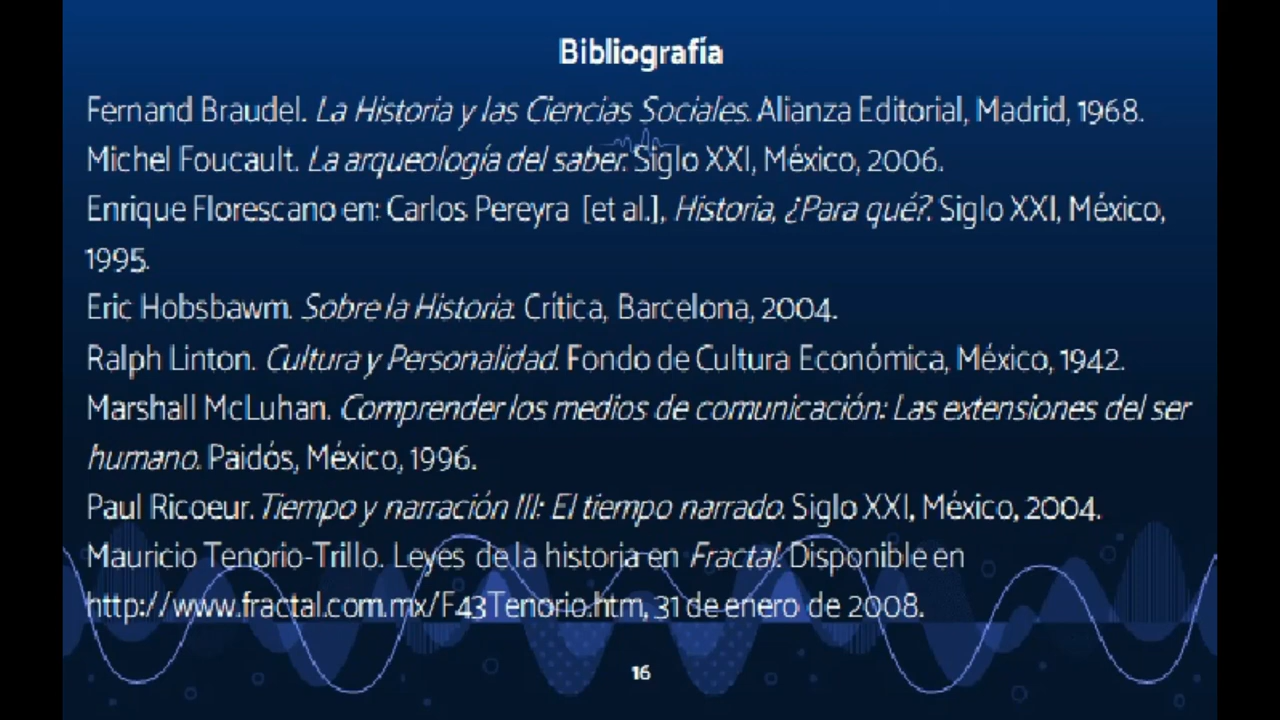 Bibliografía
Fernand Braudel. La Historia y las Ciencias Sociales. Alianza Editorial, Madrid, 1968.
Michel Foucault. La arqueología del saber. Siglo XXI, México, 2006.
Enrique Florescano en: Carlos Pereyra [et al.], Historia, ¿Para qué?. Siglo XXI, México,
1995.
Eric Hobsbawm. Sobre la Historia. Crítica, Barcelona, 2004.
Ralph Linton. Cultura y Personalidad. Fondo de Cultura Económica, México, 1942.
Marshall McLuhan. Comprender los medios de comunicación: Las extensiones del ser
humano. Paidós, México, 1996.
Paul Ricoeur. Tiempo y narración III: El tiempo narrado. Siglo XXI, México, 2004.
Mauricio Tenorio-Trillo. Leyes de la historia en Fractal. Disponible en
http://www.fractal.com.mx/F43Tenorio.htm, 31 de enero de 2008.
16